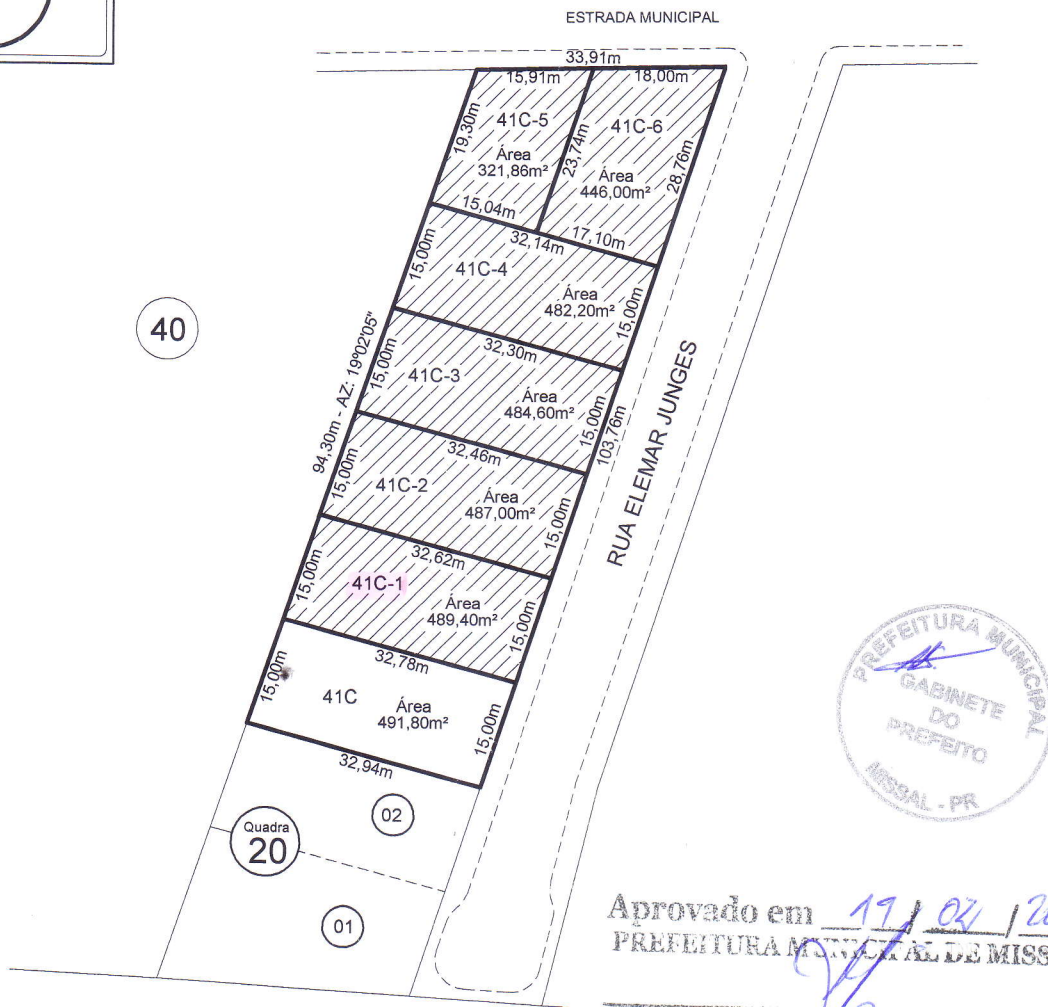 ESTRADA MUNICIPAL
33,91m
15,91m
18,00m
19,30m
41C-5
Área
321,86m²
23,74m
41C-6
Área
446,00m²
28,76m
15,04m
17,10m
32,14m
15,00m
41C-4
Área
482,20m²
15,00m
32,30m
15,00m
41C-3
Área
484,60m²
15,00m
32,46m
15,00m
41C-2
Área
487,00m²
15,00m
32,62m
15,00m
41C-1
Área
489,40m²
15,00m
32,78m
15,00m
41C
Área
491,80m²
15,00m
32,94m
40
94,30m - AZ: 19º02'05"
103,76m
RUA ELEMAR JUNGES
02
Quadra
20
01
PREFEITURA MUNICIPAL
GABINETE
DO
PREFEITO
MISSAL - PR
Aprovado em 19 / 02 /
PREFEITURA MUNICIPAL DE MISS